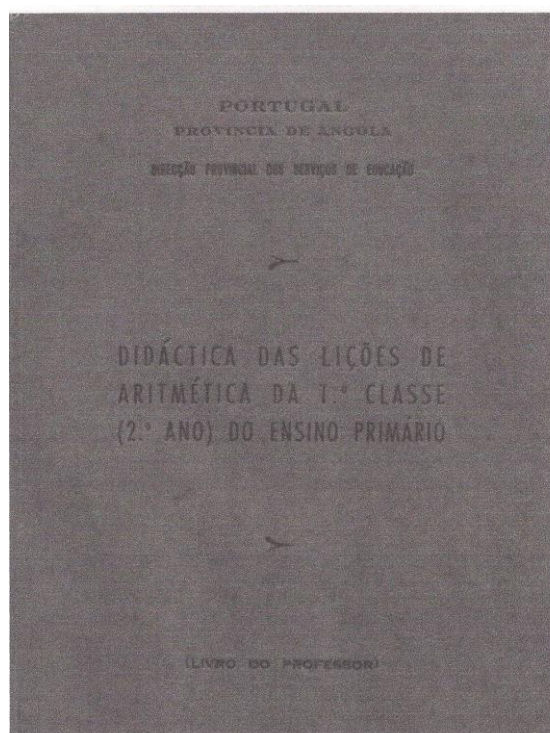 PORTUGAL
PROVINCIA DE ANGOLA
DIRECÇÃO PROVINCIAL DOS SERVIÇOS DE EDUCAÇÃO
DIDÁCTICA DAS LIÇÕES DE
ARITMÉTICA DA 1.ª CLASSE
(2.º ANO) DO ENSINO PRIMÁRIO
(LIVRO DO PROFESSOR)